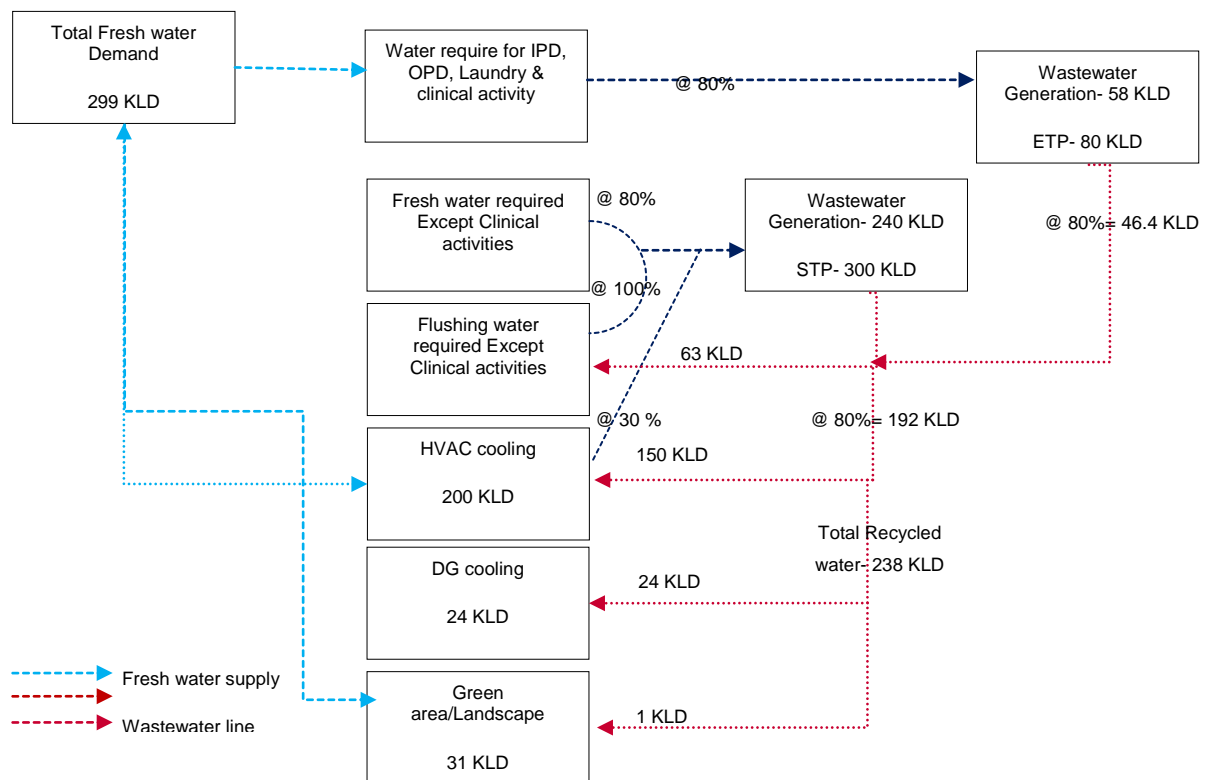 Total Fresh water
Demand
299 KLD
Water require for IPD,
OPD, Laundry &
clinical activity
@ 80%
Wastewater
Generation- 58 KLD
ETP- 80 KLD
Fresh water required
Except Clinical
activities
@ 80%
Wastewater
Generation- 240 KLD
STP- 300 KLD
@ 80%= 46.4 KLD
@ 100%
Flushing water
required Except
Clinical activities
63 KLD
@ 30 %
@ 80%= 192 KLD
HVAC cooling
200 KLD
150 KLD
Total Recycled
water- 238 KLD
DG cooling
24 KLD
24 KLD
Green
area/Landscape
31 KLD
1 KLD
Fresh water supply
Wastewater line